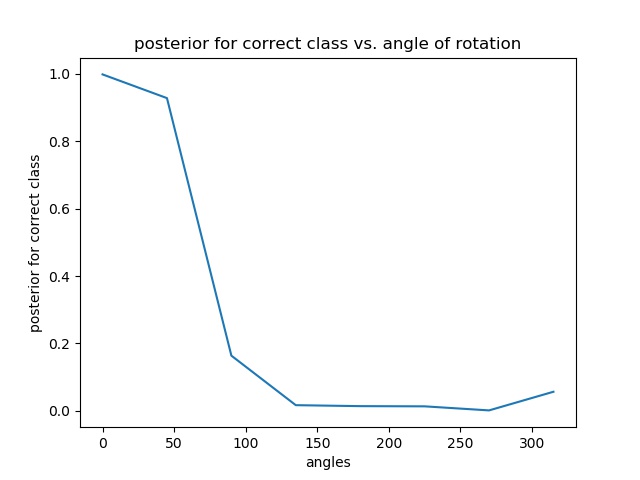 posterior for correct class vs. angle of rotation
posterior for correct class
1.0
0.8
0.6
0.4
0.2
0.0
0 50 100 150 200 250 300
angles